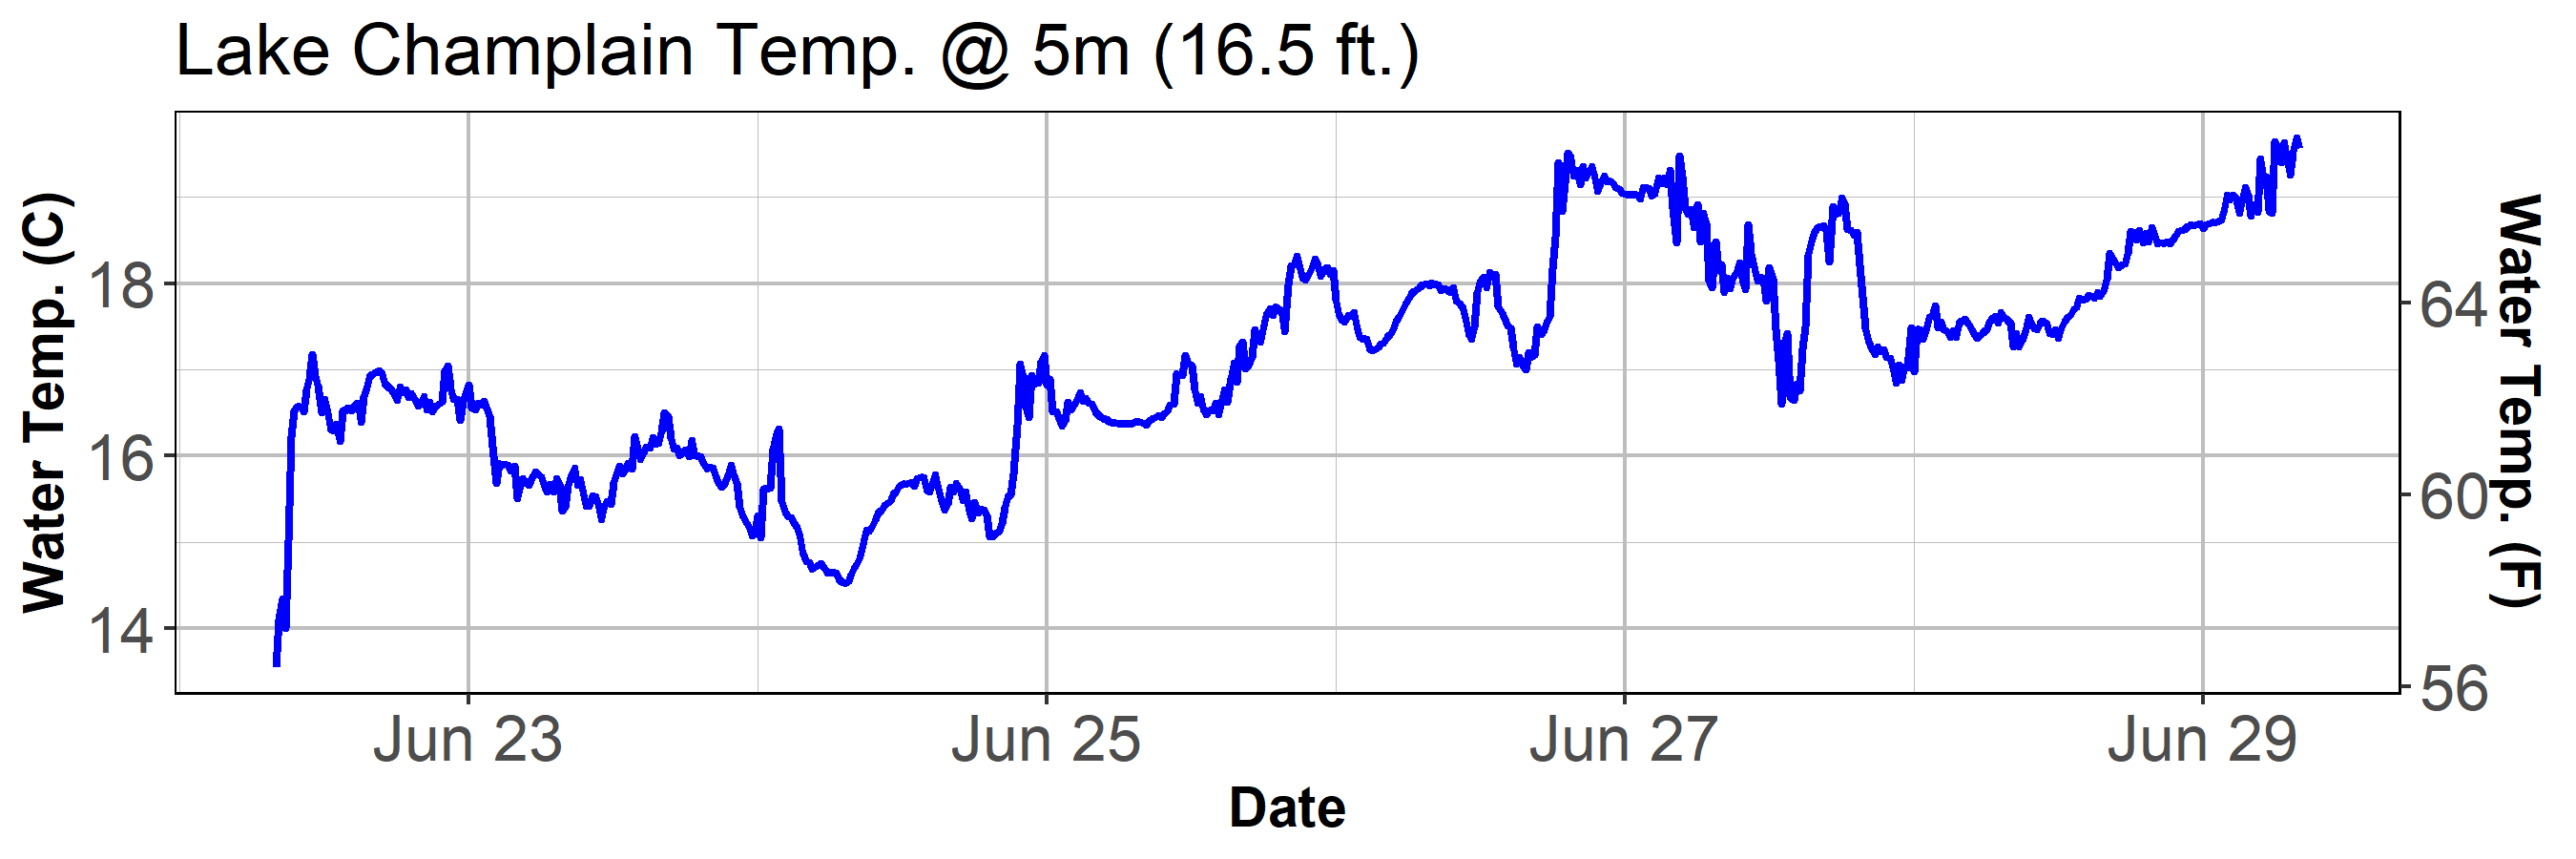 Lake Champlain Temp. @ 5m (16.5 ft.)
Water Temp. (C)
18
16
14
64
60
56
Water Temp. (F)
Jun 23
Jun 25
Jun 27
Jun 29
Date